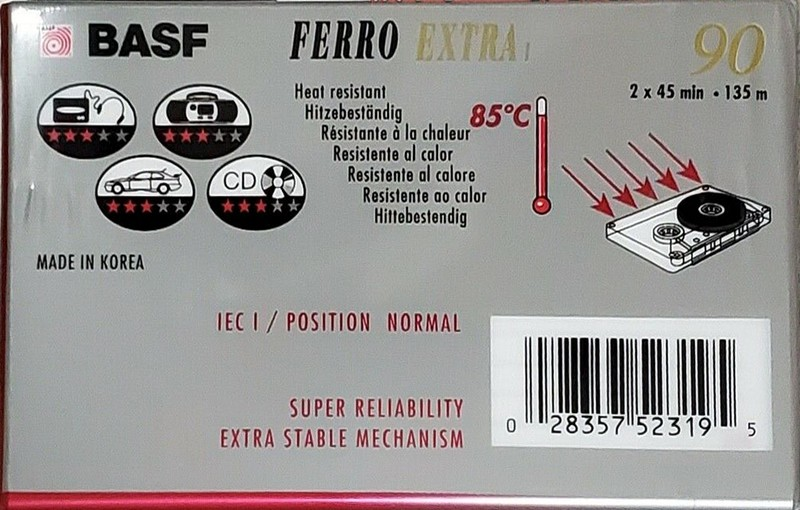 BASF FERRO EXTRA 90
2 x 45 min • 135 m
Heat resistant
Hitzebeständig
Résistante à la chaleur
Resistente al calor
Resistente al calore
Resistente ao calor
Hittebestendig
85°C
CD
MADE IN KOREA
IEC I / POSITION NORMAL
SUPER RELIABILITY
EXTRA STABLE MECHANISM
0 28357 52319 5